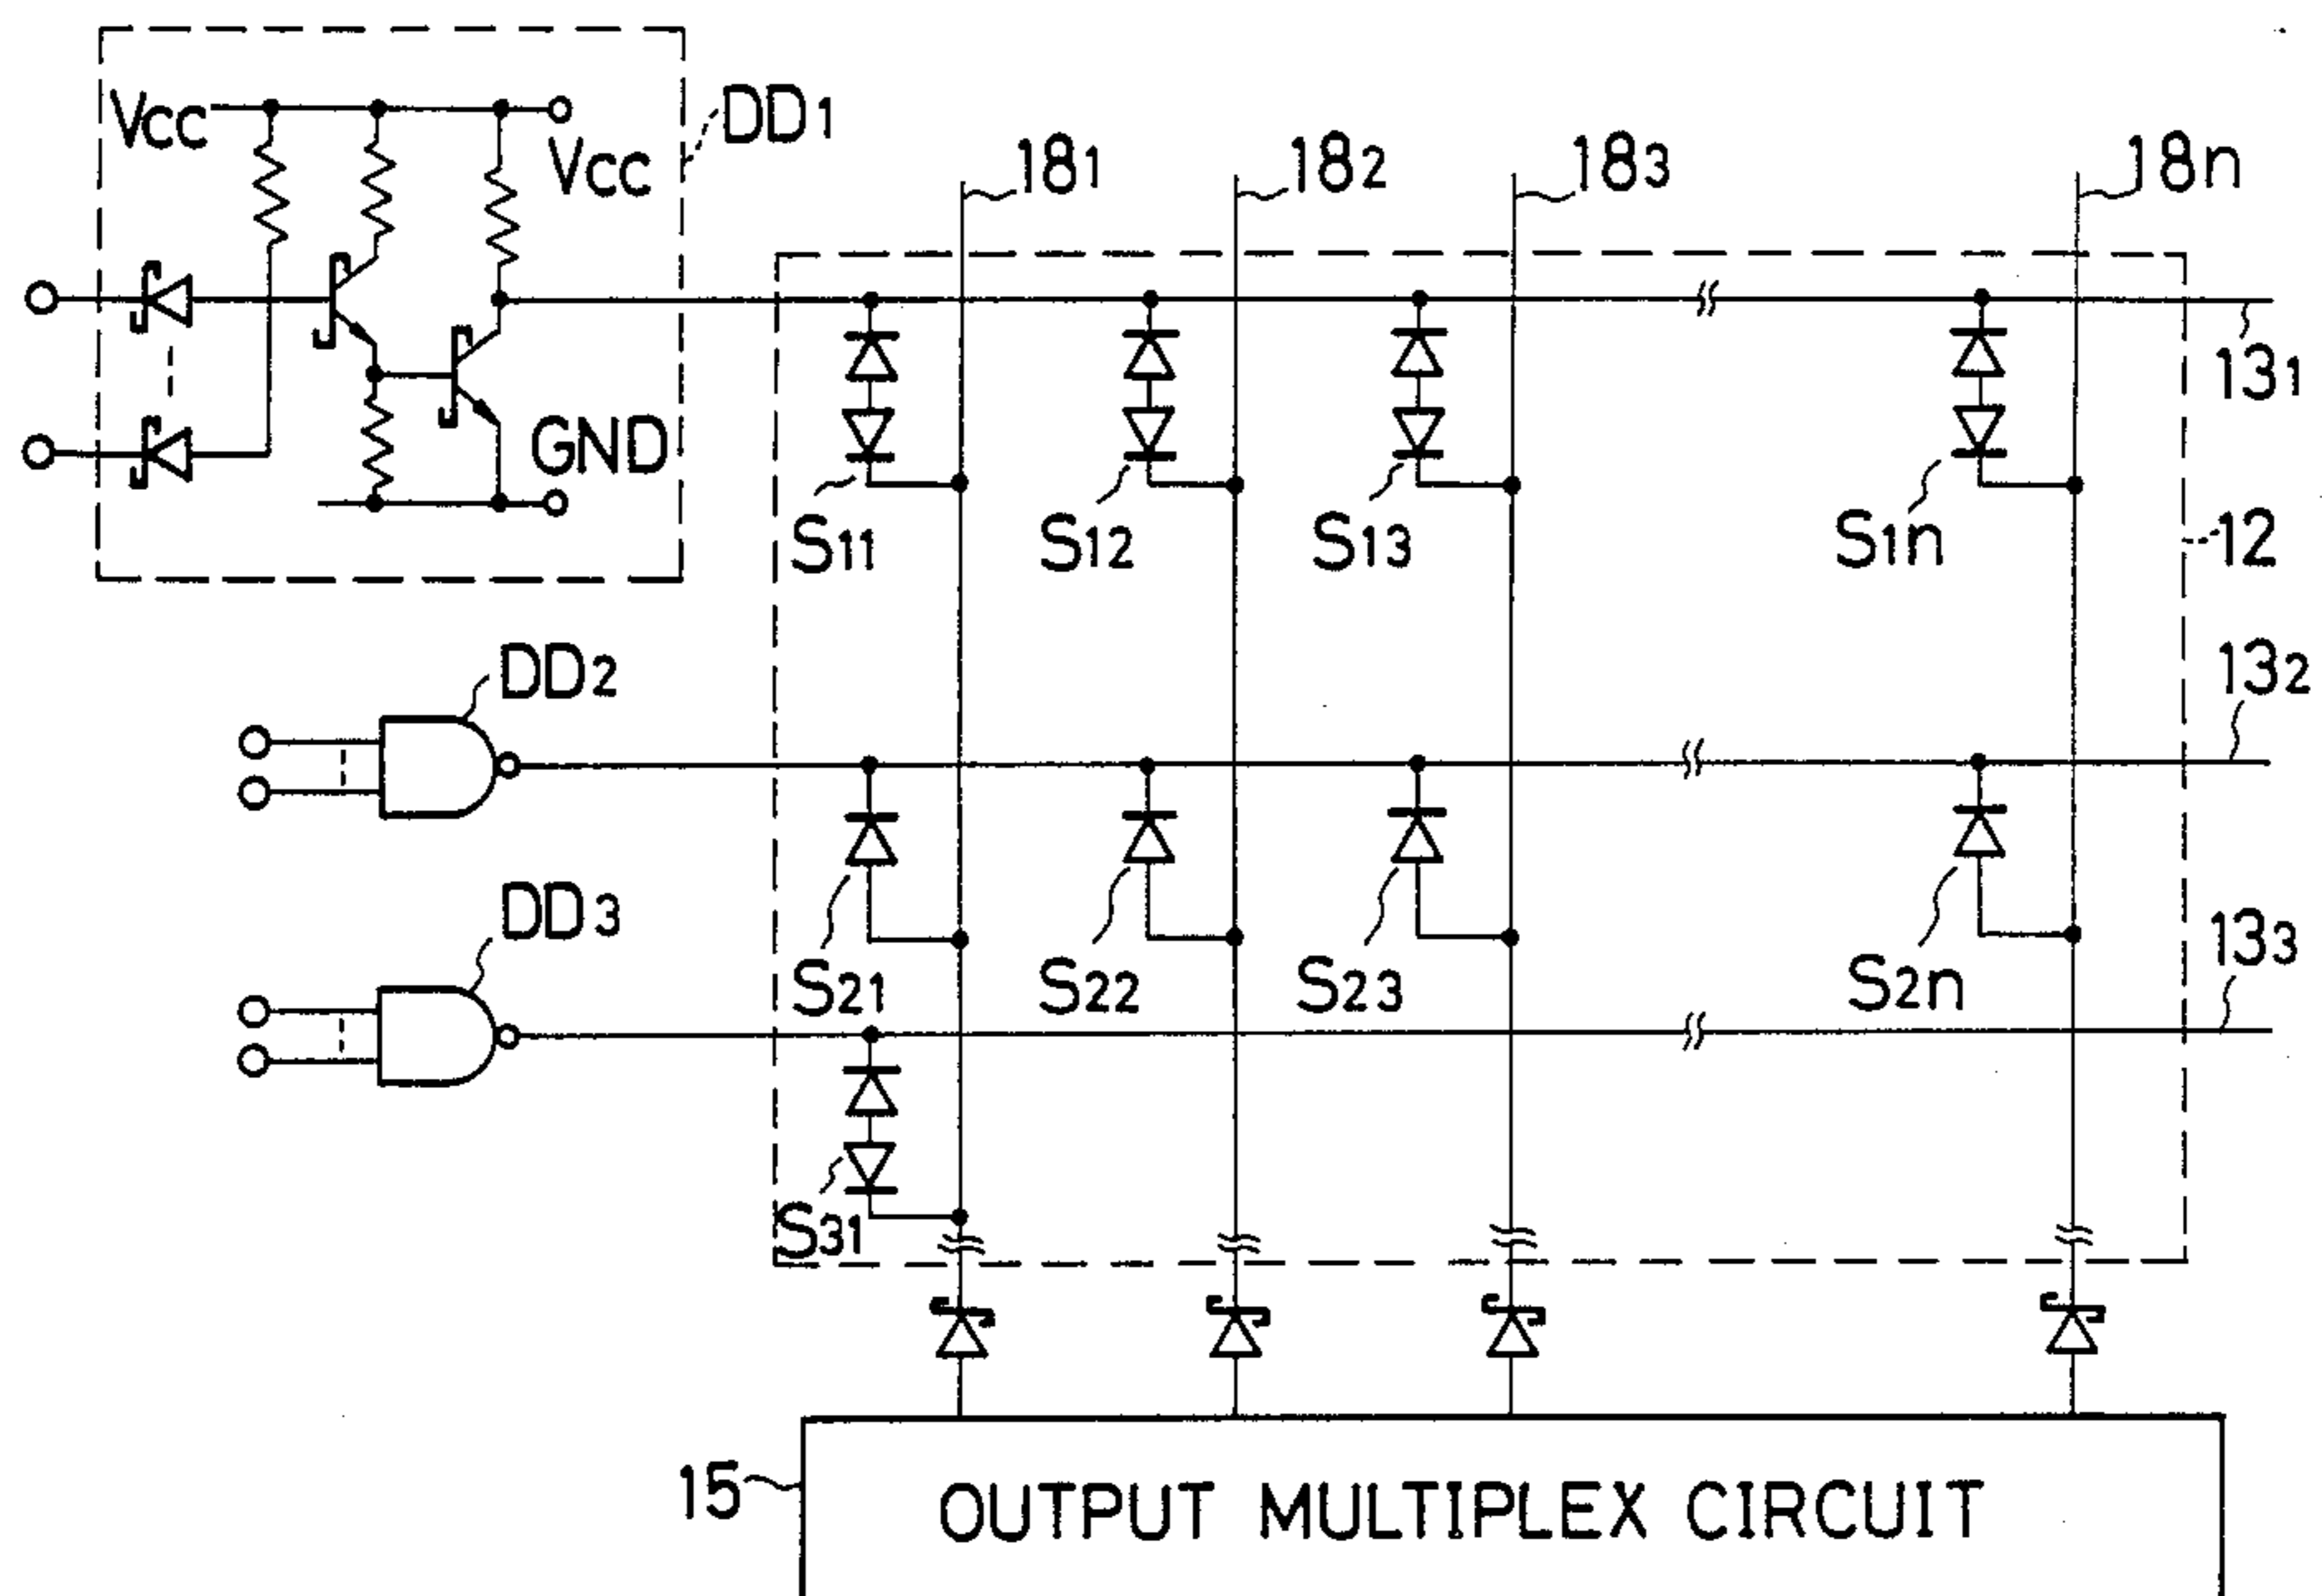 Vcc
Vcc
DD1
181
182
183
18n
GND
131
S11
S12
S13
S1n
12
DD2
132
S21
S22
S23
S2n
DD3
133
S31
15
OUTPUT MULTIPLEX CIRCUIT